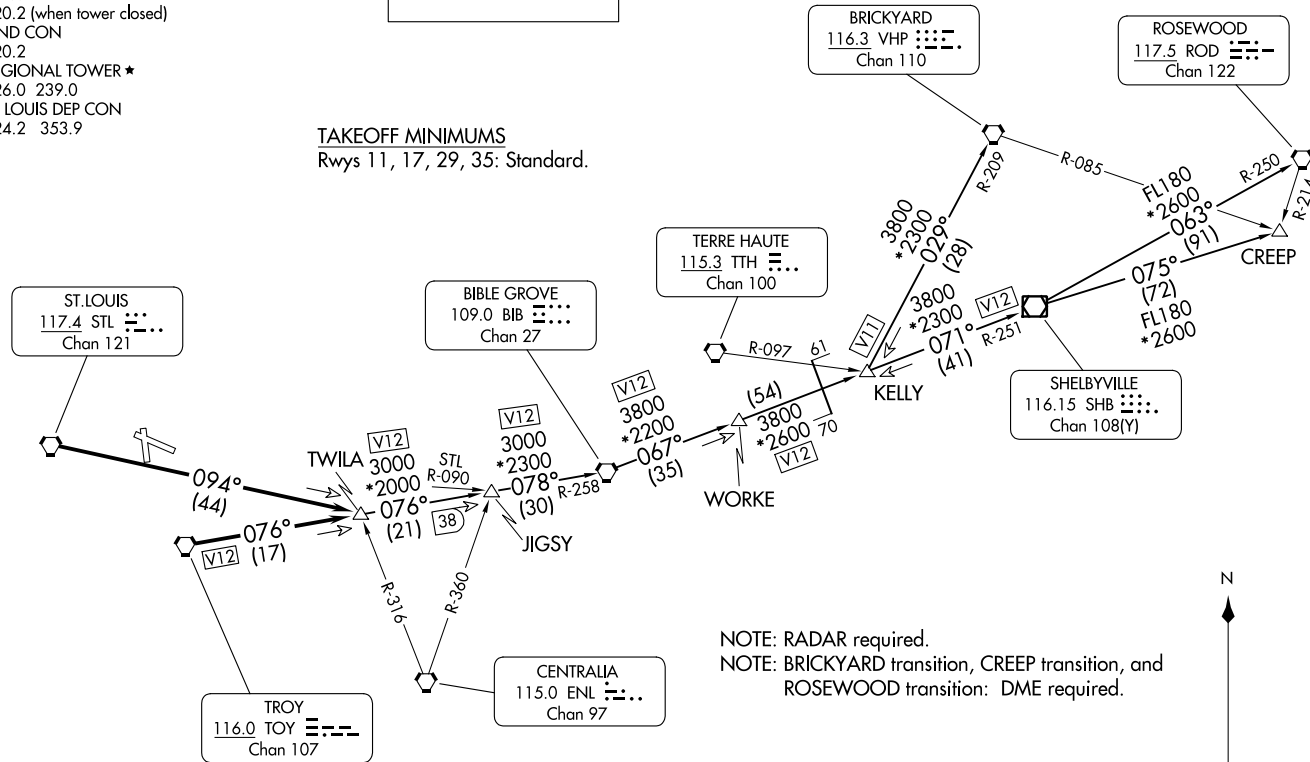 20.2 (when tower closed)
ND CON
20.2
GIONAL TOWER ★
26.0 239.0
LOUIS DEP CON
24.2 353.9
TAKEOFF MINIMUMS
Rwys 11, 17, 29, 35: Standard.
BRICKYARD
116.3 VHP
Chan 110
ROSEWOOD
117.5 ROD
Chan 122
R-209
R-085
R-250
R-214
FL180
*2600
063°
(91)
CREEP
075°
(72)
FL180
*2600
3800
*2300
029°
(28)
TERRE HAUTE
115.3 TTH
Chan 100
R-097
V11
3800
*2300
071°
(41)
V12
R-251
KELLY
SHELBYVILLE
116.15 SHB
Chan 108(Y)
ST.LOUIS
117.4 STL
Chan 121
BIBLE GROVE
109.0 BIB
Chan 27
61
70
(54)
3800
*2600
V12
V12
3800
*2200
067°
(35)
WORKE
V12
3000
*2300
078°
(30)
R-258
JIGSY
TWILA
V12
3000
*2000
076°
(21)
STL
R-090
38
094°
(44)
076°
V12
(17)
R-316
R-360
CENTRALIA
115.0 ENL
Chan 97
TROY
116.0 TOY
Chan 107
NOTE: RADAR required.
NOTE: BRICKYARD transition, CREEP transition, and
ROSEWOOD transition: DME required.
N